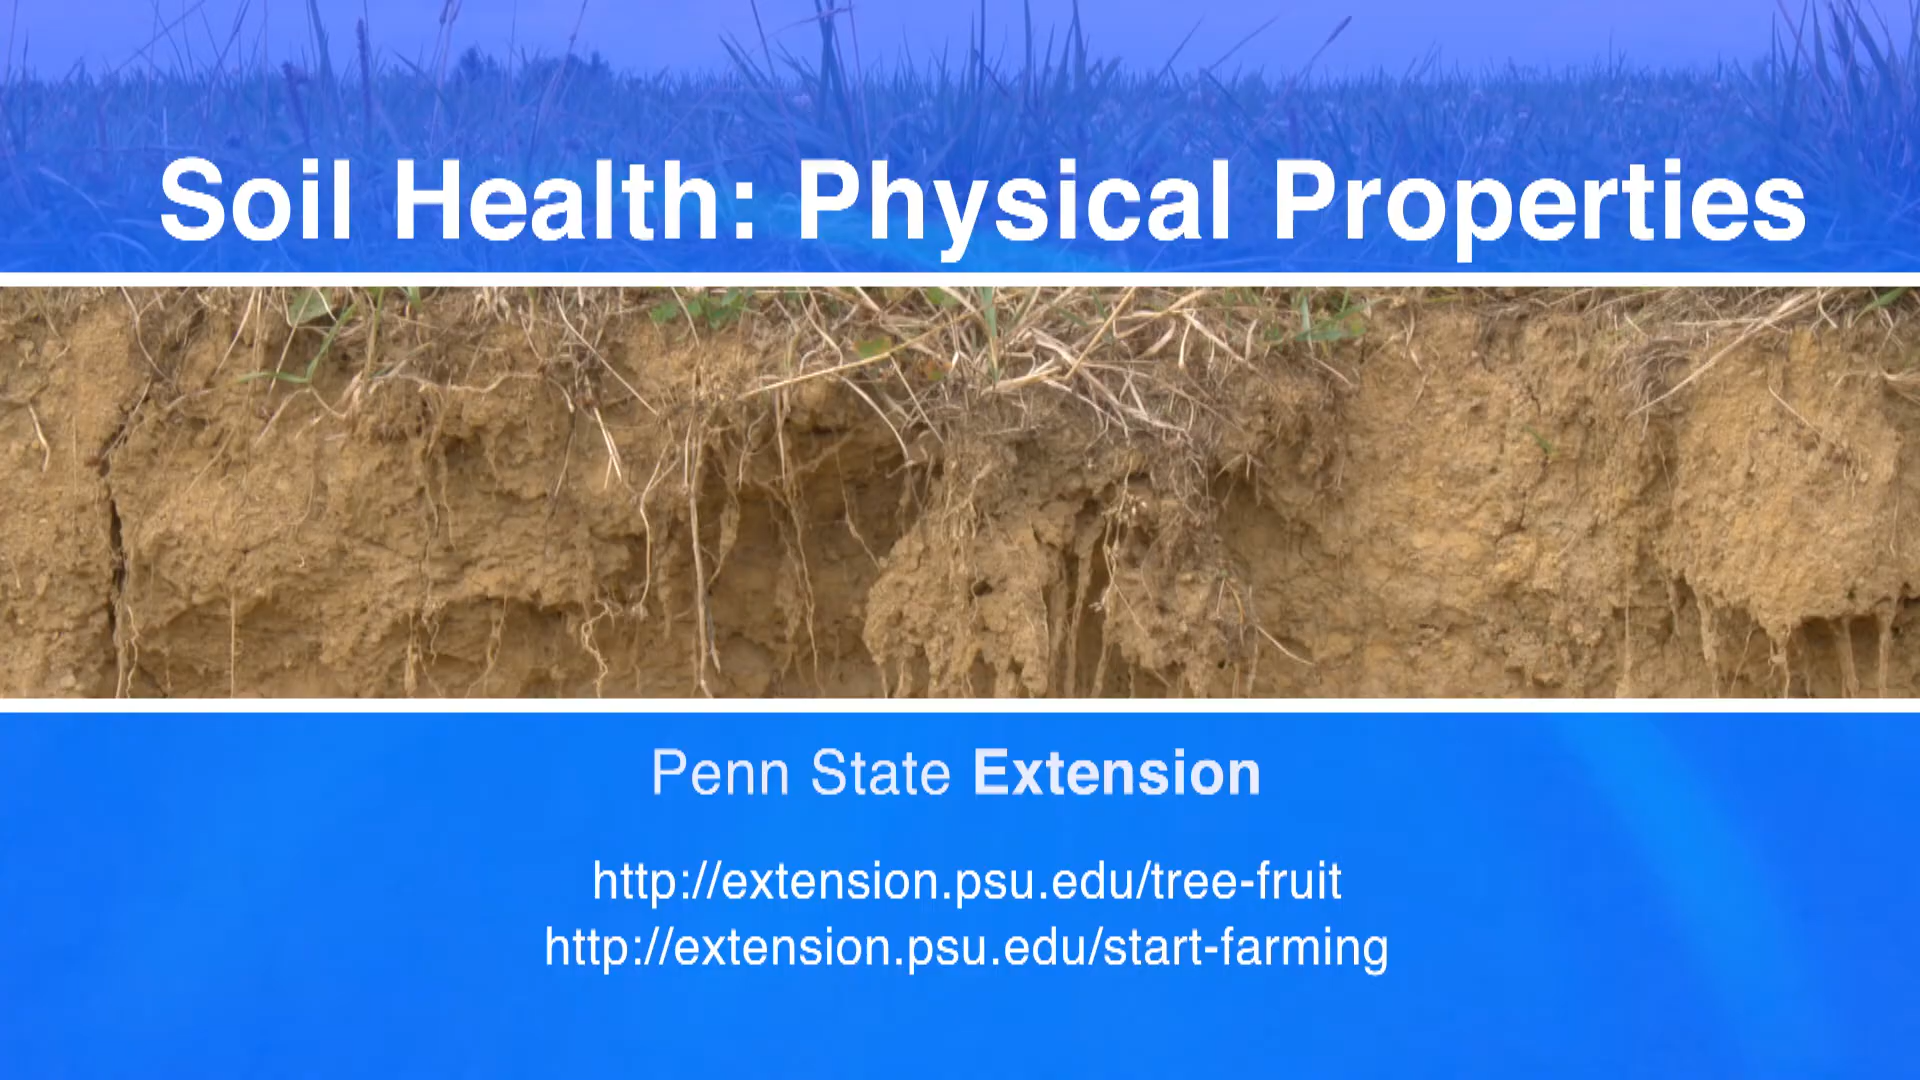 Soil Health: Physical Properties
Penn State Extension
http://extension.psu.edu/tree-fruit
http://extension.psu.edu/start-farming